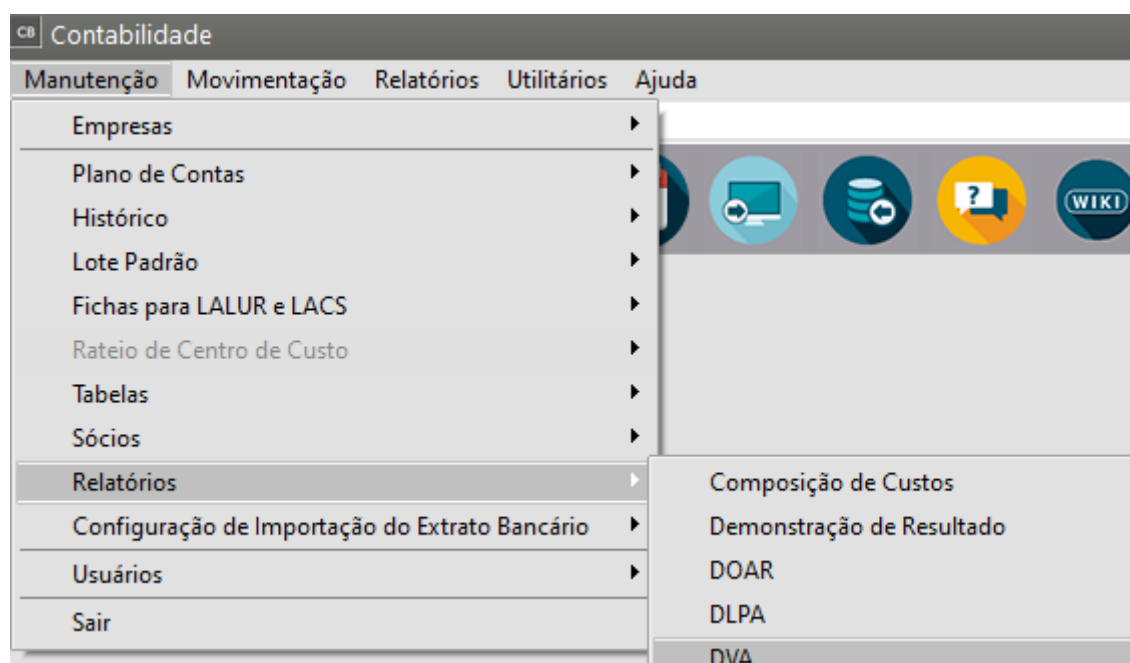 CB Contabilidade
Manutenção Movimentação Relatórios Utilitários Ajuda
Empresas
Plano de Contas
Histórico
Lote Padrão
Fichas para LALUR e LACS
Rateio de Centro de Custo
Tabelas
Sócios
Relatórios
Configuração de Importação do Extrato Bancário
Usuários
Sair
?
WIKI
Composição de Custos
Demonstração de Resultado
DOAR
DLPA
DVA